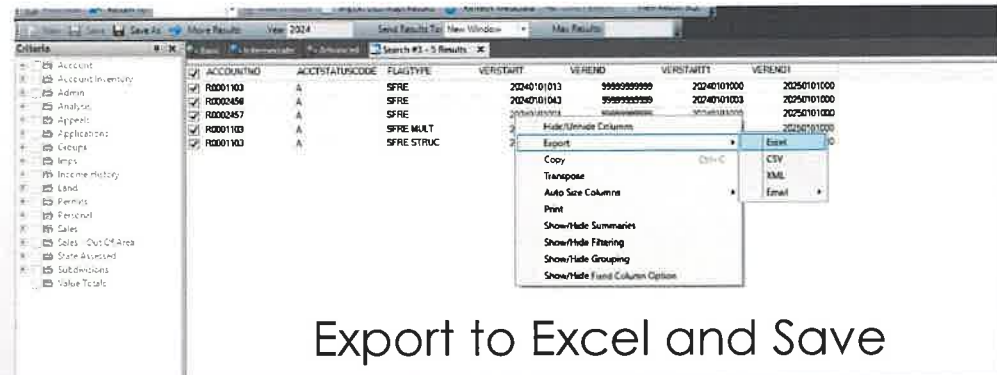 Save Save As Move Results Year 2024 Send Results To: New Window Max Results
Criteria Basic Intermediate Advanced Search #3 - 5 Results
Account
Account Inventory
Admin
Analysis
Appeals
Applications
Groups
Imps
Income History
Land
Permits
Personal
Sales
Sales - Out Of Area
State Assessed
Subdivisions
Value Totals
ACCOUNTNO ACCTSTATUSCODE FLAGTYPE VERSTART VEREND VERSTART1 VEREND1
R0001103 A SFRE 20240101013 99999999999 20240101000 20250101000
R0002456 A SFRE 20240101043 99999999999 20240101003 20250101000
R0002457 A SFRE
R0001103 A SFRE MULT 20250101000
R0001103 A SFRE STRUC
Hide/Unhide Columns
Export
Copy Ctrl+C
Transpose
Auto Size Columns
Print
Show/Hide Summaries
Show/Hide Filtering
Show/Hide Grouping
Show/Hide Fixed Column Option
Excel
CSV
XML
Email
Export to Excel and Save